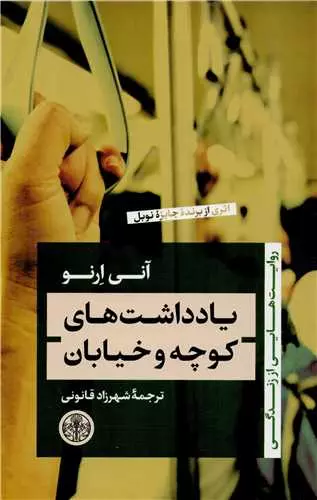 اثری از برندهٔ جایزهٔ نوبل
آنی اِرنو
یادداشت‌های
کوچه و خیابان
ترجمهٔ شهرزاد قانونی
روایت‌هایی از زندگی